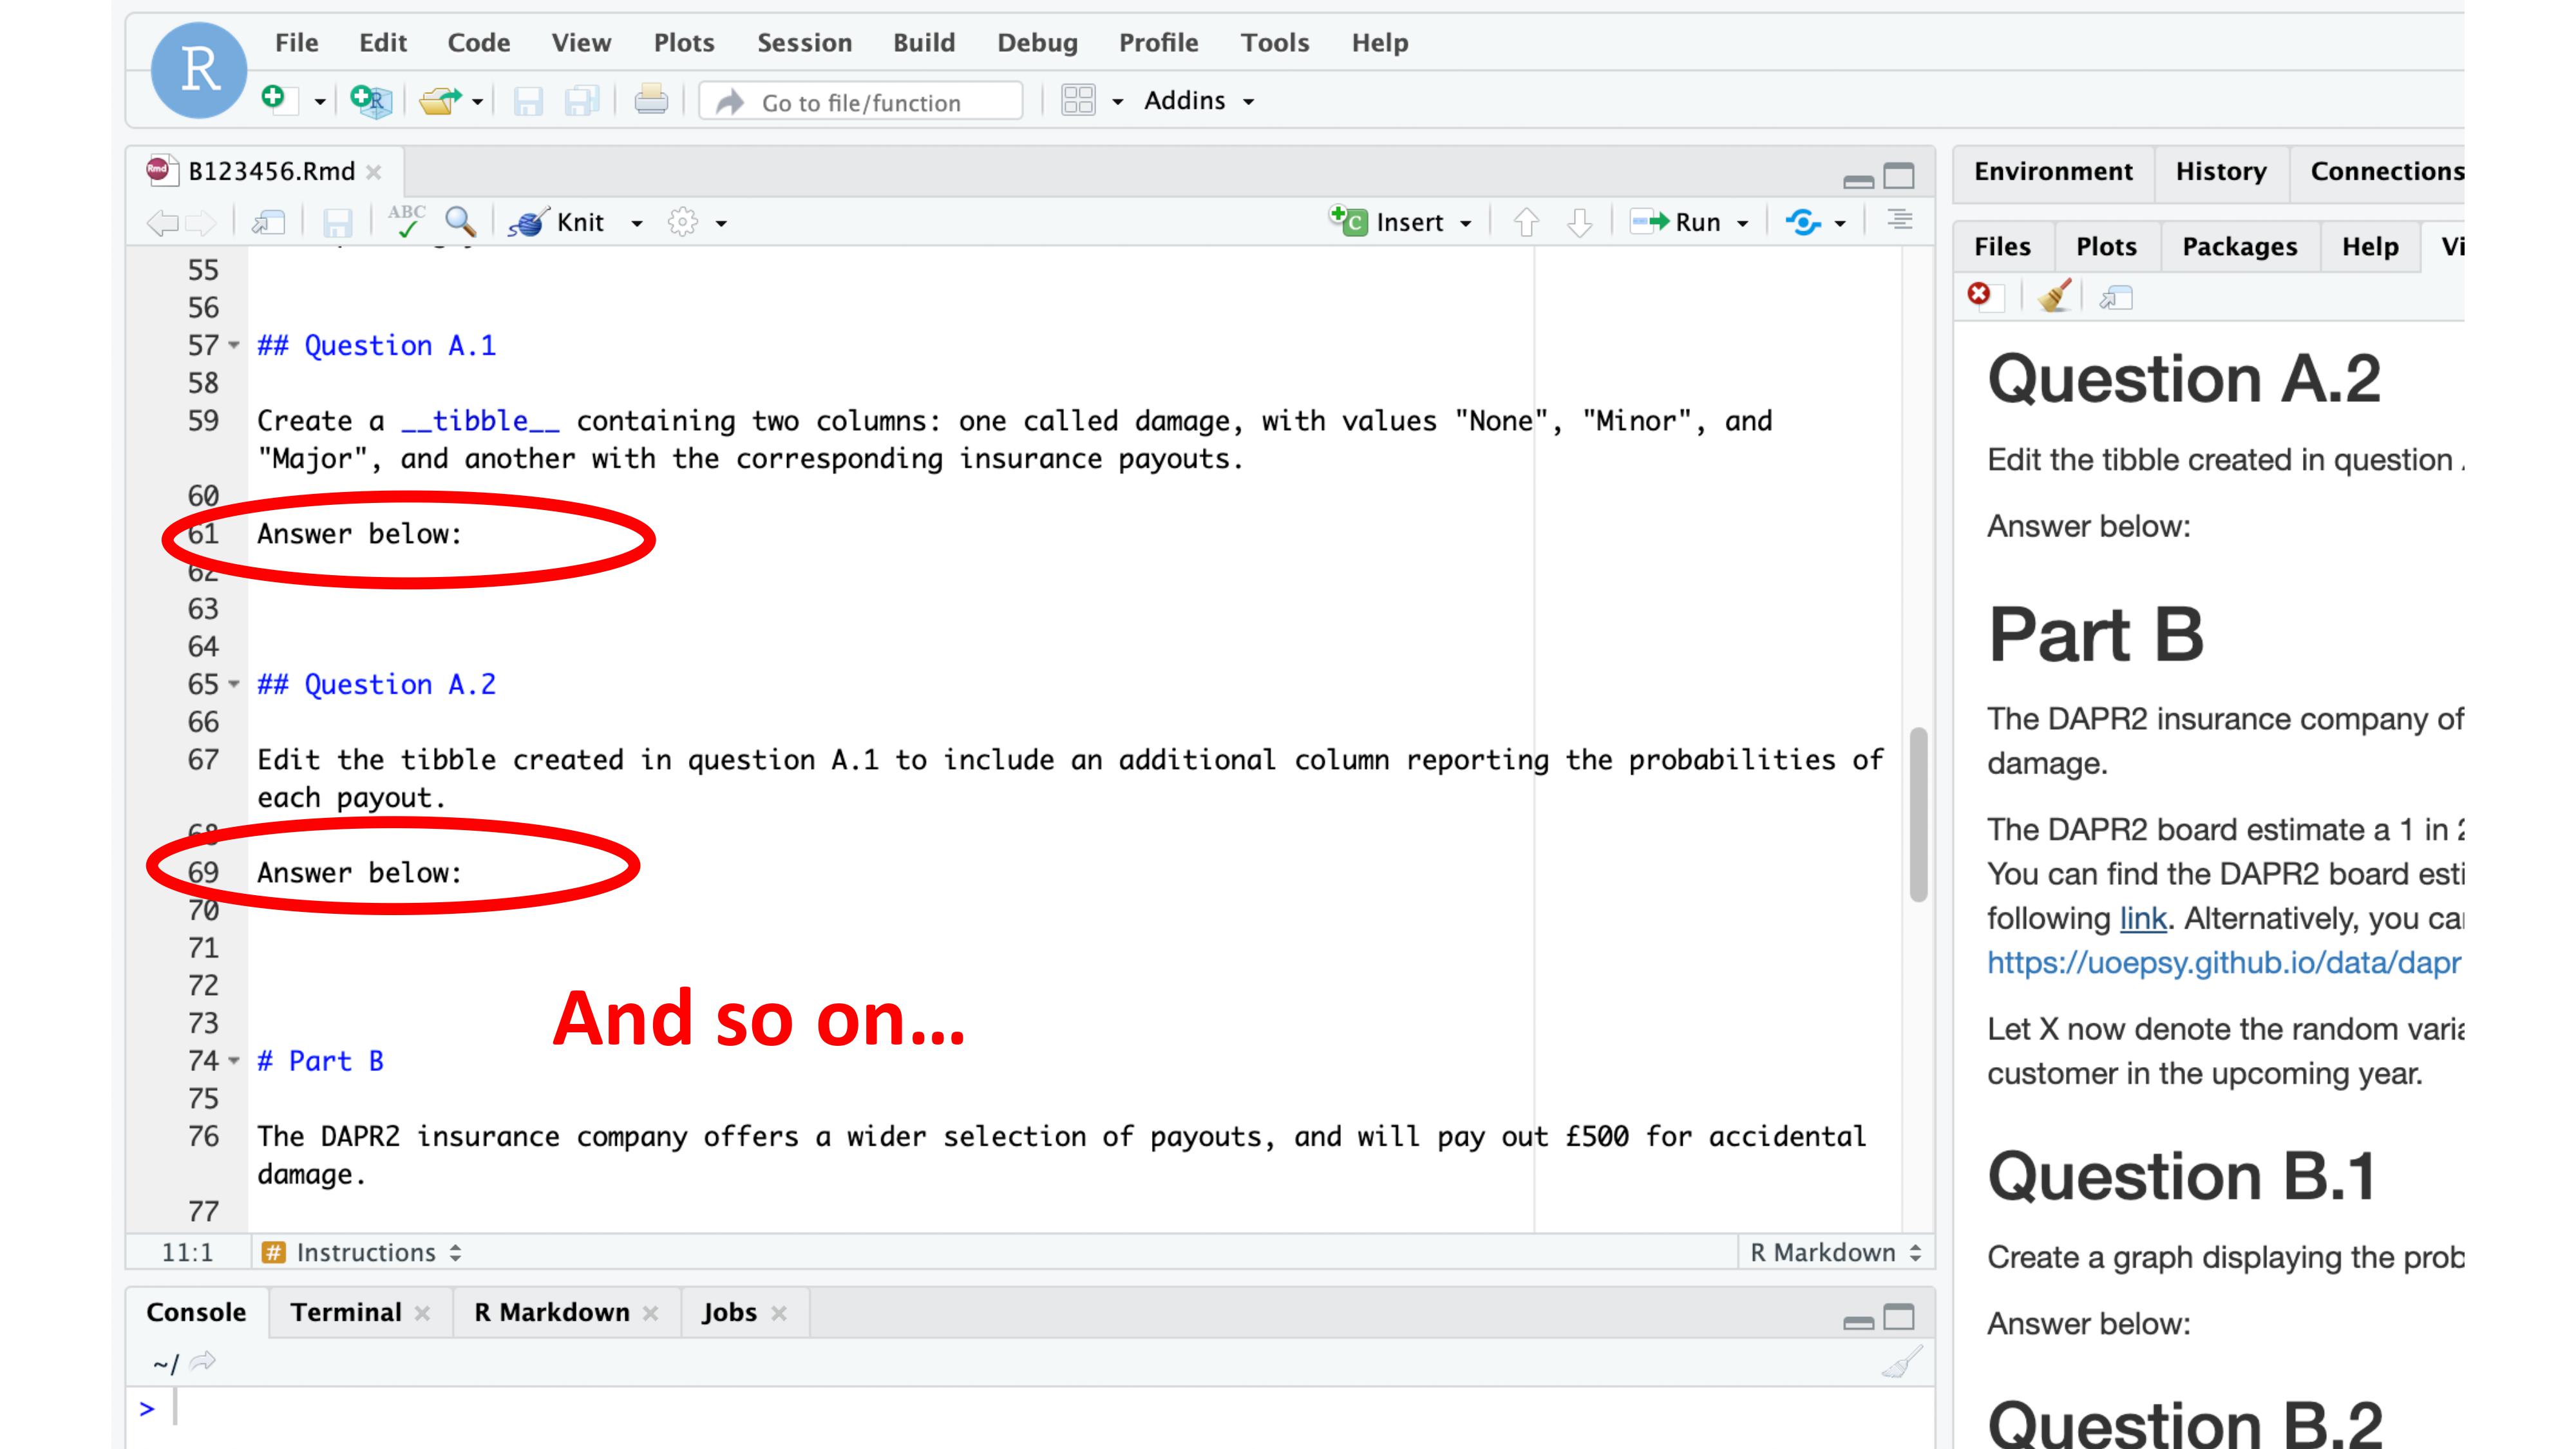 R
File Edit Code View Plots Session Build Debug Profile Tools Help
R Go to file/function Addins
Rmd B123456.Rmd
ABC Knit C Insert Run
55
56
57 ## Question A.1
58
59 Create a __tibble__ containing two columns: one called damage, with values "None", "Minor", and
"Major", and another with the corresponding insurance payouts.
60
61 Answer below:
62
63
64
65 ## Question A.2
66
67 Edit the tibble created in question A.1 to include an additional column reporting the probabilities of
each payout.
68
69 Answer below:
70
71
72
And so on...
73
74 # Part B
75
76 The DAPR2 insurance company offers a wider selection of payouts, and will pay out £500 for accidental
damage.
77
11:1 # Instructions R Markdown
Console Terminal R Markdown Jobs
~/
>
Environment History Connections
Files Plots Packages Help Vi
Question A.2
Edit the tibble created in question
Answer below:
Part B
The DAPR2 insurance company of
damage.
The DAPR2 board estimate a 1 in
You can find the DAPR2 board esti
following link. Alternatively, you ca
https://uoepsy.github.io/data/dapr
Let X now denote the random varia
customer in the upcoming year.
Question B.1
Create a graph displaying the prob
Answer below:
Question B.2